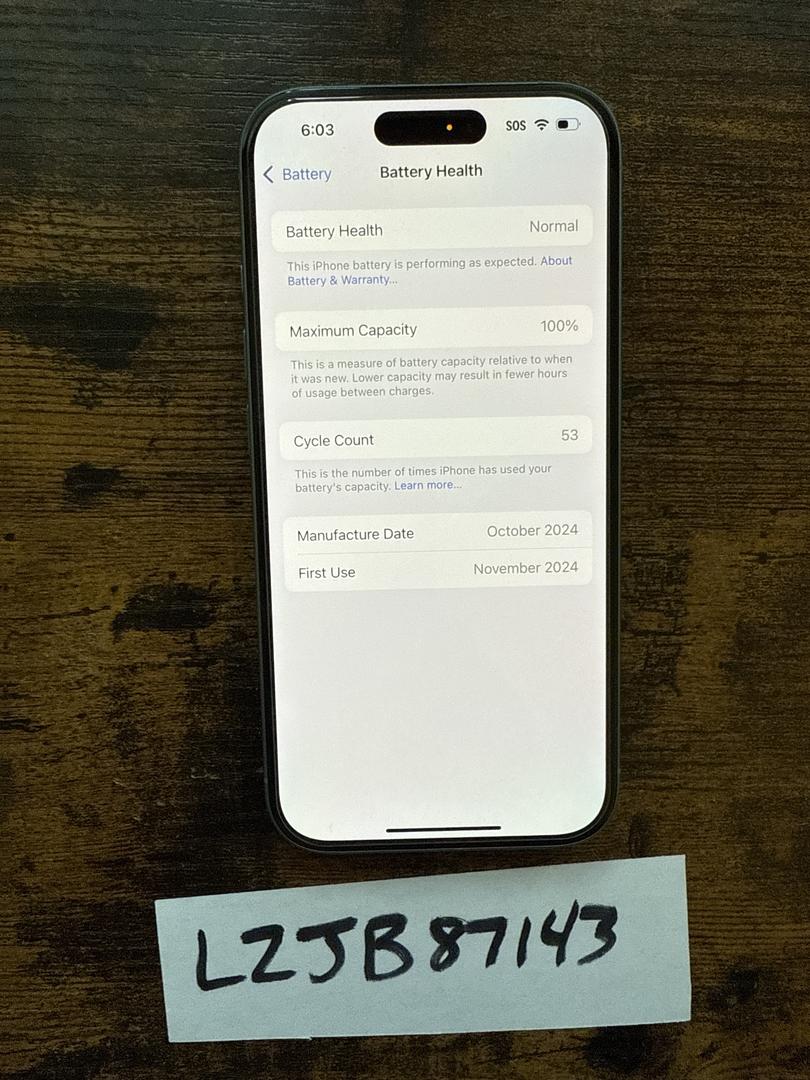 6:03
SOS
Battery
Battery Health
Battery Health Normal
This iPhone battery is performing as expected. About
Battery & Warranty...
Maximum Capacity 100%
This is a measure of battery capacity relative to when
it was new. Lower capacity may result in fewer hours
of usage between charges.
Cycle Count 53
This is the number of times iPhone has used your
battery's capacity. Learn more...
Manufacture Date October 2024
First Use November 2024
LZJB87143